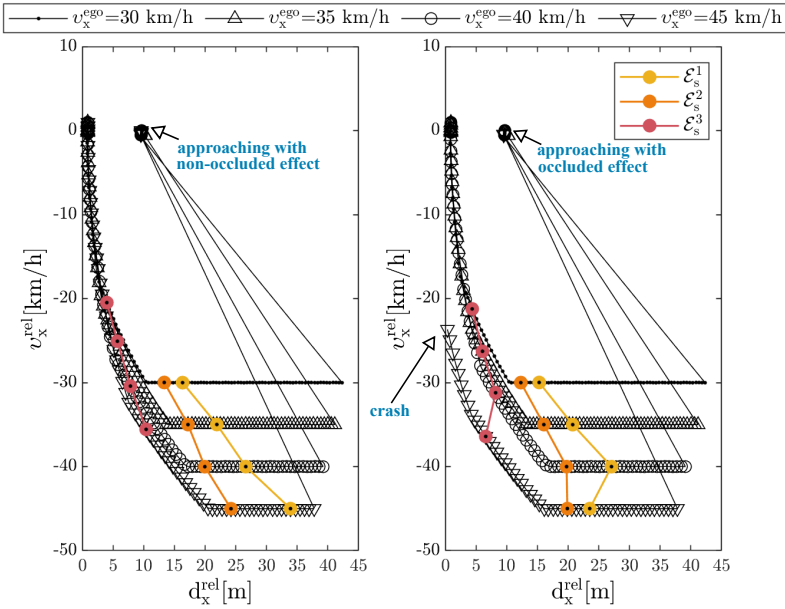 v_x^ego=30 km/h v_x^ego=35 km/h v_x^ego=40 km/h v_x^ego=45 km/h
10
0
-10
-20
-30
-40
-50
v_x^rel[km/h]
approaching with
non-occluded effect
0 5 10 15 20 25 30 35 40 45
d_x^rel[m]
10
0
-10
-20
-30
-40
-50
v_x^rel[km/h]
ℰ_s^1
ℰ_s^2
ℰ_s^3
approaching with
occluded effect
crash
0 5 10 15 20 25 30 35 40 45
d_x^rel[m]